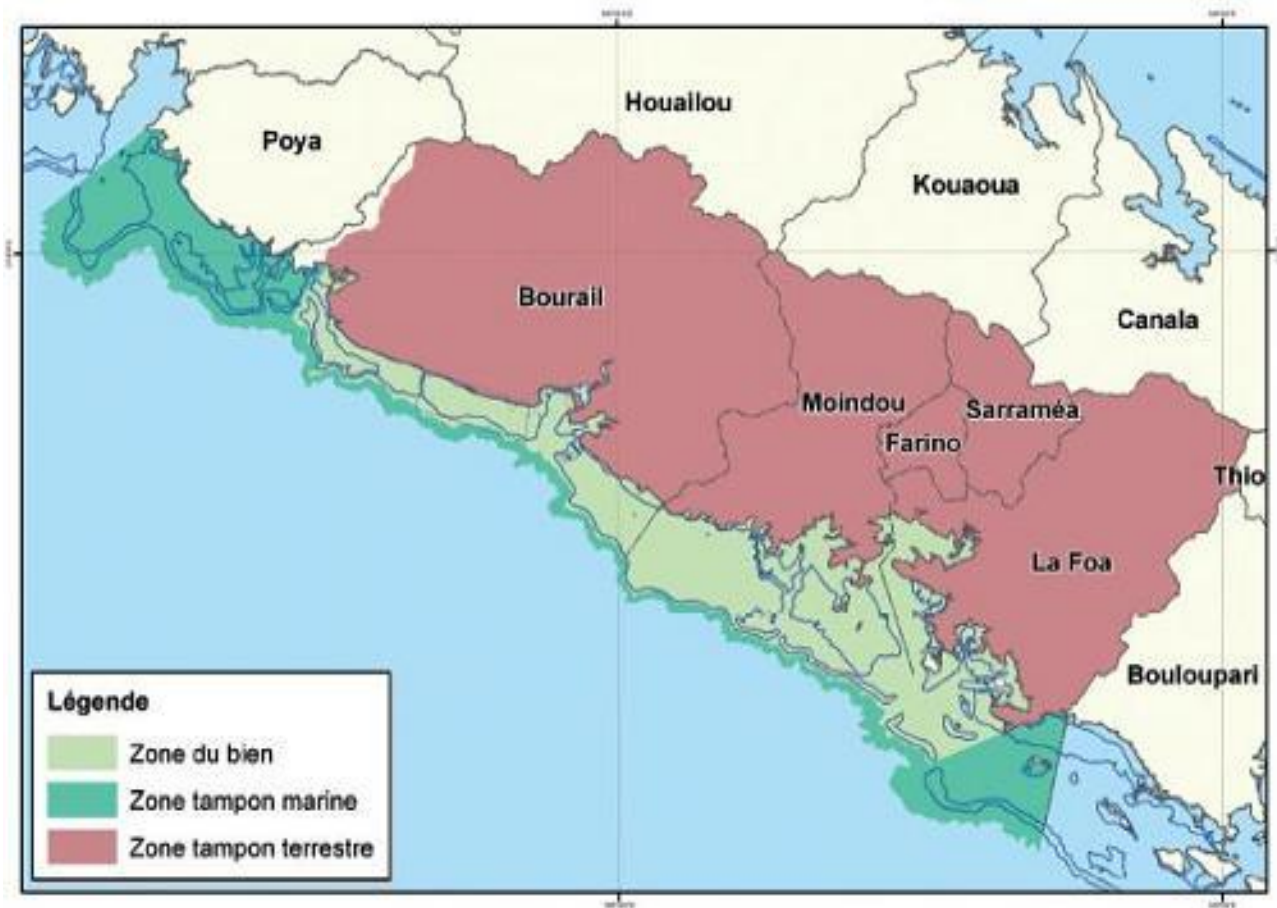 Houailou
Poya
Kouaoua
Bourail
Canala
Moindou
Sarraméa
Farino
Thio
La Foa
Bouloupari
Légende
Zone du bien
Zone tampon marine
Zone tampon terrestre